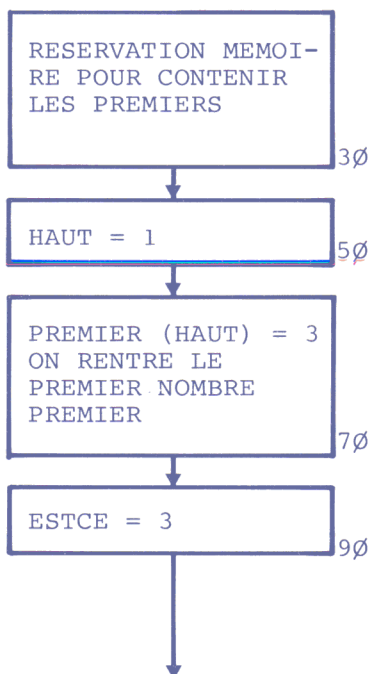 RESERVATION MEMOI-
RE POUR CONTENIR
LES PREMIERS
3Ø
HAUT = 1
5Ø
PREMIER (HAUT) = 3
ON RENTRE LE
PREMIER NOMBRE
PREMIER
7Ø
ESTCE = 3
9Ø